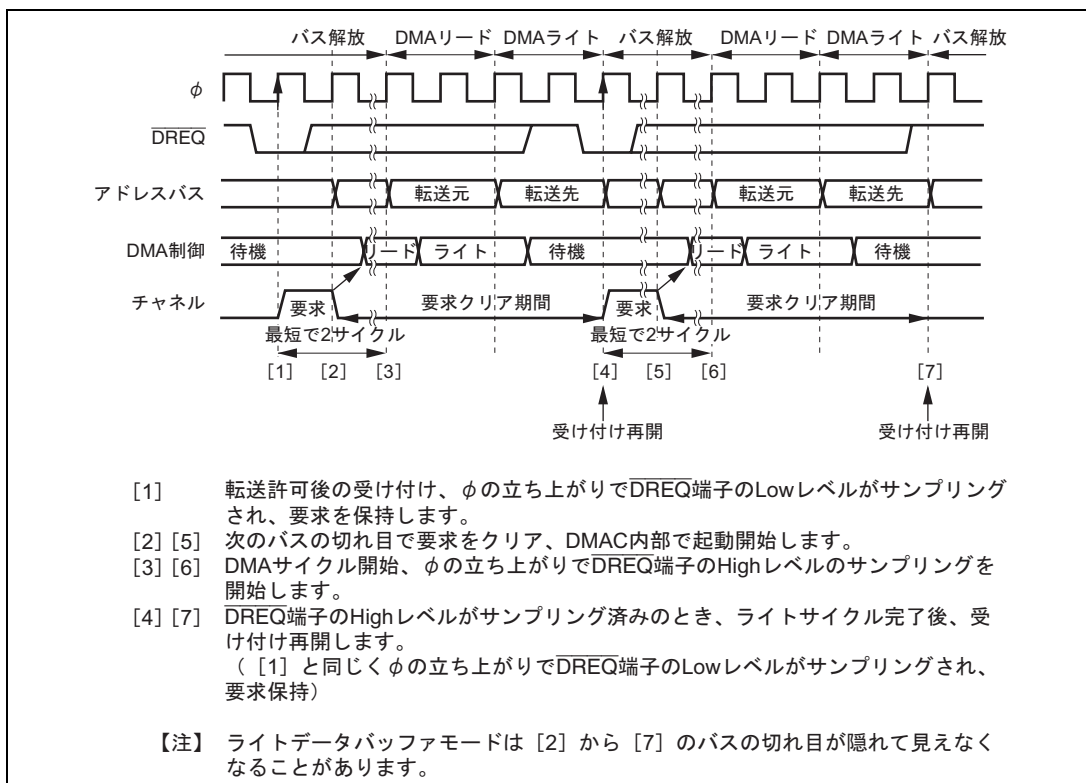 バス解放 DMAリード DMAライト バス解放 DMAリード DMAライト バス解放
φ
DREQ
アドレスバス 転送元 転送先 転送元 転送先
DMA制御 待機 リード ライト 待機 リード ライト 待機
チャネル 要求 要求クリア期間 要求 要求クリア期間
最短で2サイクル 最短で2サイクル
[1] [2] [3] [4] [5] [6] [7]
受け付け再開 受け付け再開
[1] 転送許可後の受け付け、φの立ち上がりでDREQ端子のLowレベルがサンプリング
され、要求を保持します。
[2] [5] 次のバスの切れ目で要求をクリア、DMAC内部で起動開始します。
[3] [6] DMAサイクル開始、φの立ち上がりでDREQ端子のHighレベルのサンプリングを
開始します。
[4] [7] DREQ端子のHighレベルがサンプリング済みのとき、ライトサイクル完了後、受
け付け再開します。
（［1］と同じくφの立ち上がりでDREQ端子のLowレベルがサンプリングされ、
要求保持）
【注】 ライトデータバッファモードは［2］から［7］のバスの切れ目が隠れて見えなく
なることがあります。